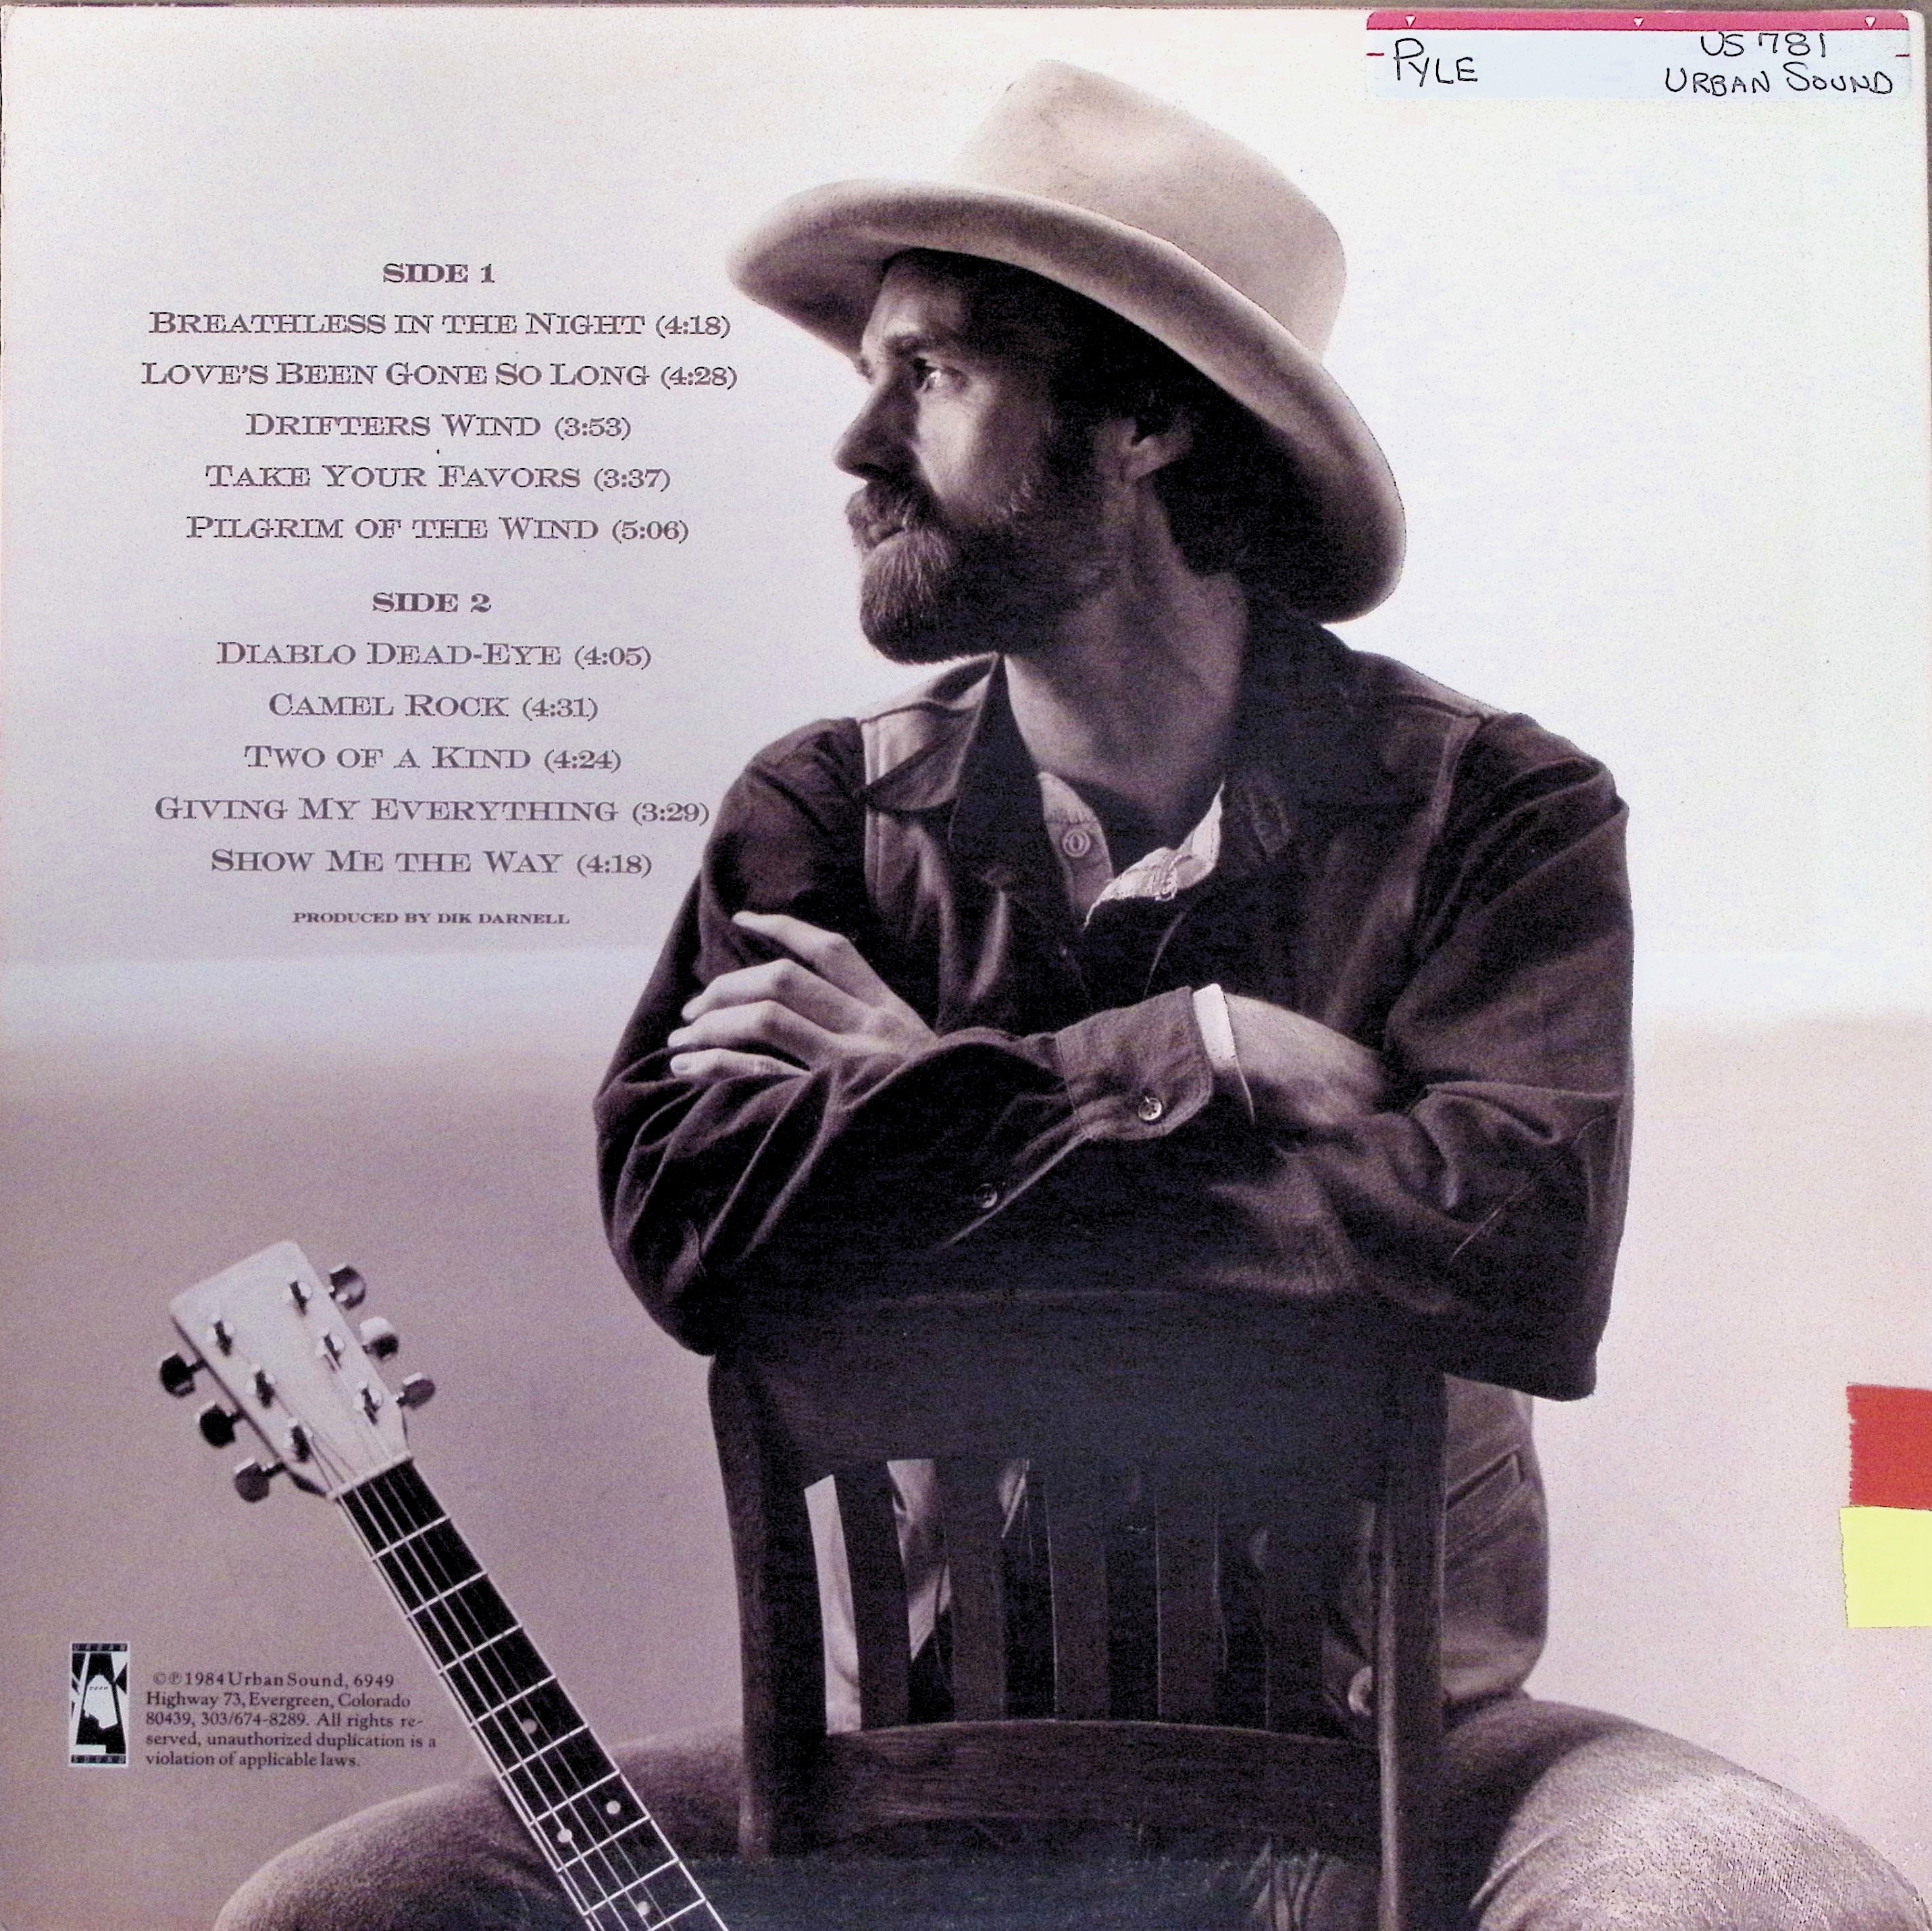 PYLE
US 781
URBAN SOUND
SIDE 1
BREATHLESS IN THE NIGHT (4:18)
LOVE'S BEEN GONE SO LONG (4:28)
DRIFTERS WIND (3:53)
TAKE YOUR FAVORS (3:37)
PILGRIM OF THE WIND (5:06)
SIDE 2
DIABLO DEAD-EYE (4:05)
CAMEL ROCK (4:31)
TWO OF A KIND (4:24)
GIVING MY EVERYTHING (3:29)
SHOW ME THE WAY (4:18)
PRODUCED BY DIK DARNELL
URBAN
SOUND
©℗1984 Urban Sound, 6949
Highway 73, Evergreen, Colorado
80439, 303/674-8289. All rights re-
served, unauthorized duplication is a
violation of applicable laws.